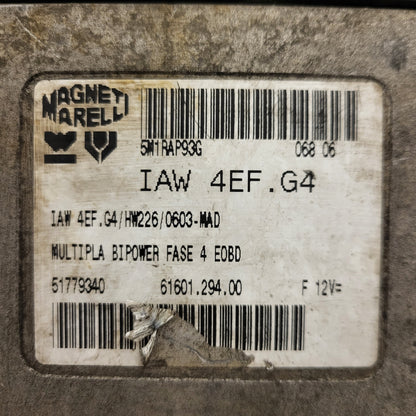 MAGNETI
MARELLI
5M1RAP93G 068 06
IAW 4EF.G4
IAW 4EF.G4/HW226/0603-MAD
MULTIPLA BIPOWER FASE 4 EOBD
51779340 61601.294.00 F 12V=